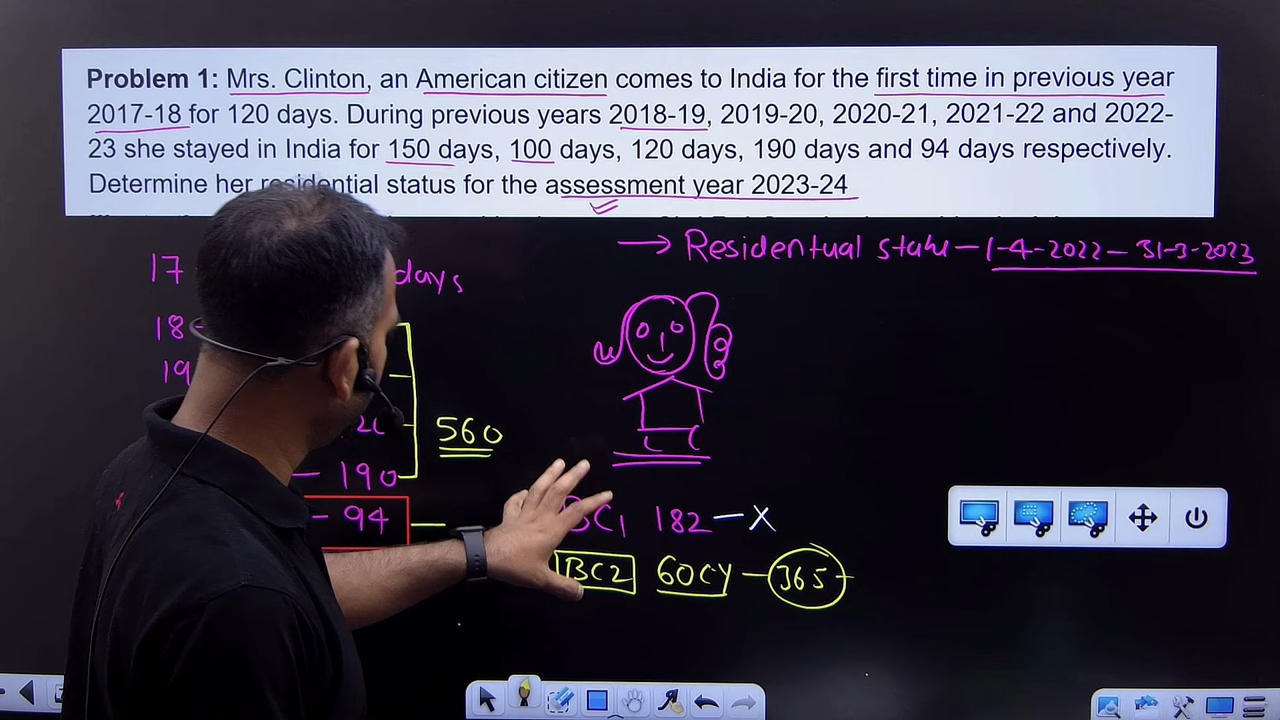 Problem 1: Mrs. Clinton, an American citizen comes to India for the first time in previous year
2017-18 for 120 days. During previous years 2018-19, 2019-20, 2020-21, 2021-22 and 2022-
23 she stayed in India for 150 days, 100 days, 120 days, 190 days and 94 days respectively.
Determine her residential status for the assessment year 2023-24
→ Residentual state – 1-4-2022 – 31-3-2023
17 days
18-
19
560
– 190
– 94
BC1 182 – X
BC2 60CY – 365